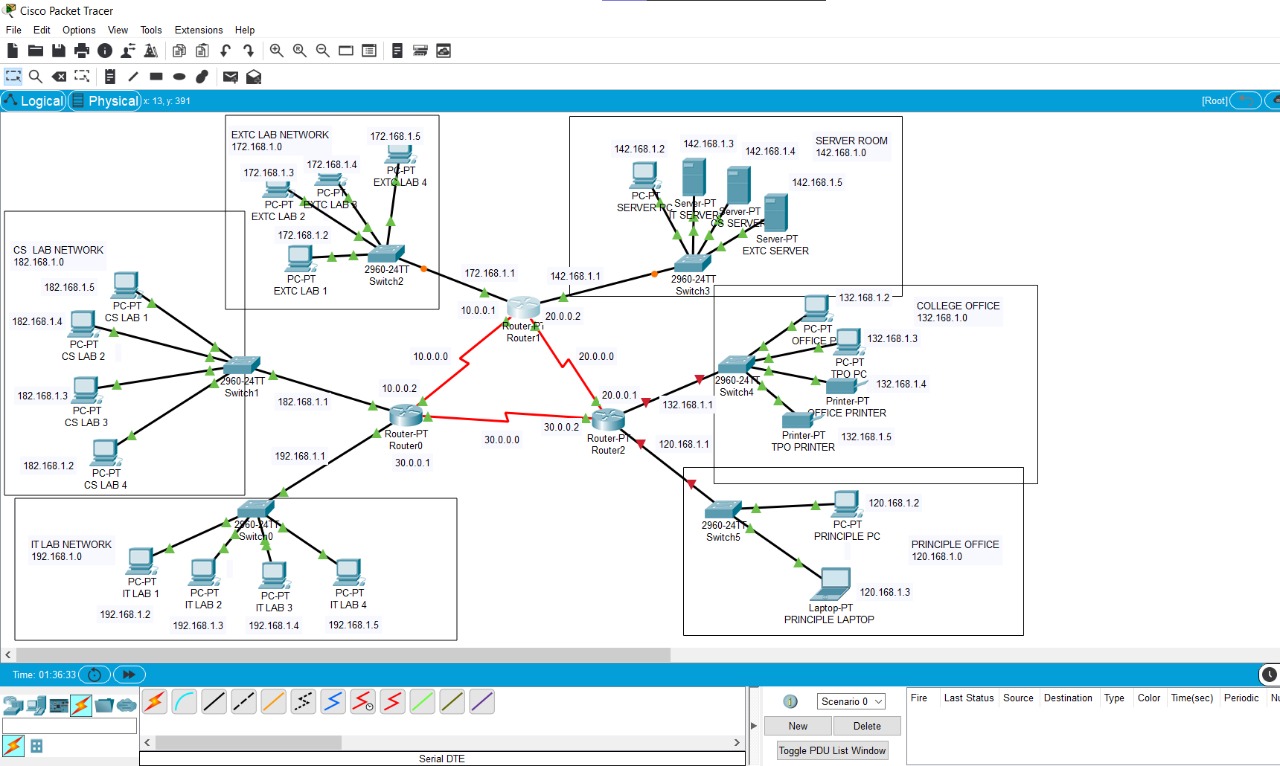 Cisco Packet Tracer
File Edit Options View Tools Extensions Help
Logical Physical x: 13, y: 391
[Root]
EXTC LAB NETWORK
172.168.1.0
172.168.1.5
PC-PT
EXTC LAB 4
172.168.1.4
PC-PT
172.168.1.3
PC-PT
EXTC LAB 2
172.168.1.2
PC-PT
EXTC LAB 1
2960-24TT
Switch2
SERVER ROOM
142.168.1.0
142.168.1.2
PC-PT
142.168.1.3
Server-PT
142.168.1.4
Server-PT
142.168.1.5
Server-PT
EXTC SERVER
2960-24TT
Switch3
CS LAB NETWORK
182.168.1.0
182.168.1.5
PC-PT
CS LAB 1
182.168.1.4
PC-PT
CS LAB 2
182.168.1.3
PC-PT
CS LAB 3
182.168.1.2
PC-PT
CS LAB 4
2960-24TT
Switch1
182.168.1.1
172.168.1.1
142.168.1.1
10.0.0.1
20.0.0.2
Router1
10.0.0.0
20.0.0.0
10.0.0.2
20.0.0.1
Router-PT
Router0
30.0.0.1
30.0.0.0
30.0.0.2
Router-PT
Router2
192.168.1.1
132.168.1.1
120.168.1.1
COLLEGE OFFICE
132.168.1.0
132.168.1.2
PC-PT
132.168.1.3
PC-PT
TPO PC
132.168.1.4
Printer-PT
OFFICE PRINTER
132.168.1.5
Printer-PT
TPO PRINTER
2960-24TT
Switch4
IT LAB NETWORK
192.168.1.0
2960-24TT
Switch0
PC-PT
IT LAB 1
192.168.1.2
PC-PT
IT LAB 2
192.168.1.3
PC-PT
IT LAB 3
192.168.1.4
PC-PT
IT LAB 4
192.168.1.5
2960-24TT
Switch5
120.168.1.2
PC-PT
PRINCIPLE PC
PRINCIPLE OFFICE
120.168.1.0
120.168.1.3
Laptop-PT
PRINCIPLE LAPTOP
Time: 01:36:33
Scenario 0
New Delete
Toggle PDU List Window
Fire Last Status Source Destination Type Color Time(sec) Periodic
Serial DTE